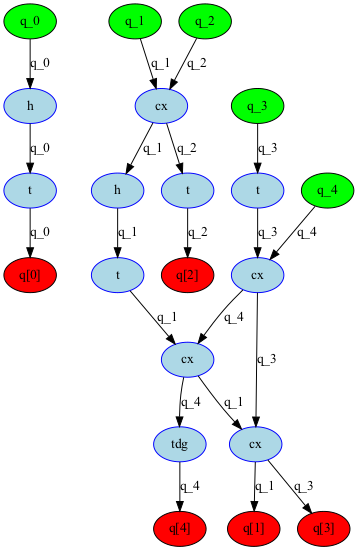 q_0 q_1 q_2
q_0 q_1 q_2
h cx q_3
q_0 q_1 q_2 q_3
t h t t q_4
q_0 q_1 q_2 q_3 q_4
q[0] t q[2] cx
q_1 q_4
cx q_3
q_4 q_1
tdg cx
q_4 q_1 q_3
q[4] q[1] q[3]